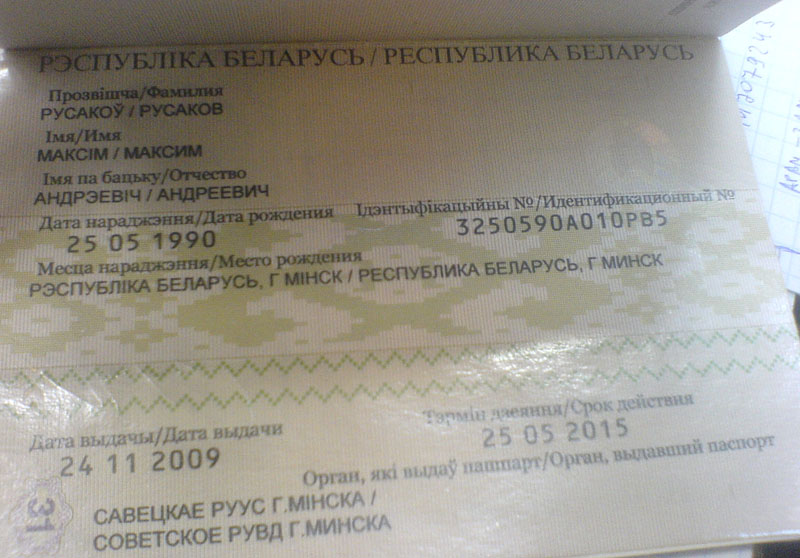 РЭСПУБЛІКА БЕЛАРУСЬ / РЕСПУБЛИКА БЕЛАРУСЬ
Прозвішча/Фамилия
РУСАКОЎ / РУСАКОВ
Імя/Имя
МАКСІМ / МАКСИМ
Імя па бацьку/Отчество
АНДРЭЕВІЧ / АНДРЕЕВИЧ
Дата нараджэння/Дата рождения
Ідэнтыфікацыйны №/Идентификационный №
25 05 1990
3250590A010PB5
Месца нараджэння/Место рождения
РЭСПУБЛІКА БЕЛАРУСЬ, Г МІНСК / РЕСПУБЛИКА БЕЛАРУСЬ, Г МИНСК
Дата выдачы/Дата выдачи
Тэрмін дзеяння/Срок действия
24 11 2009
25 05 2015
Орган, які выдаў пашпарт/Орган, выдавший паспорт
САВЕЦКАЕ РУУС Г.МІНСКА /
СОВЕТСКОЕ РУВД Г.МИНСКА
31